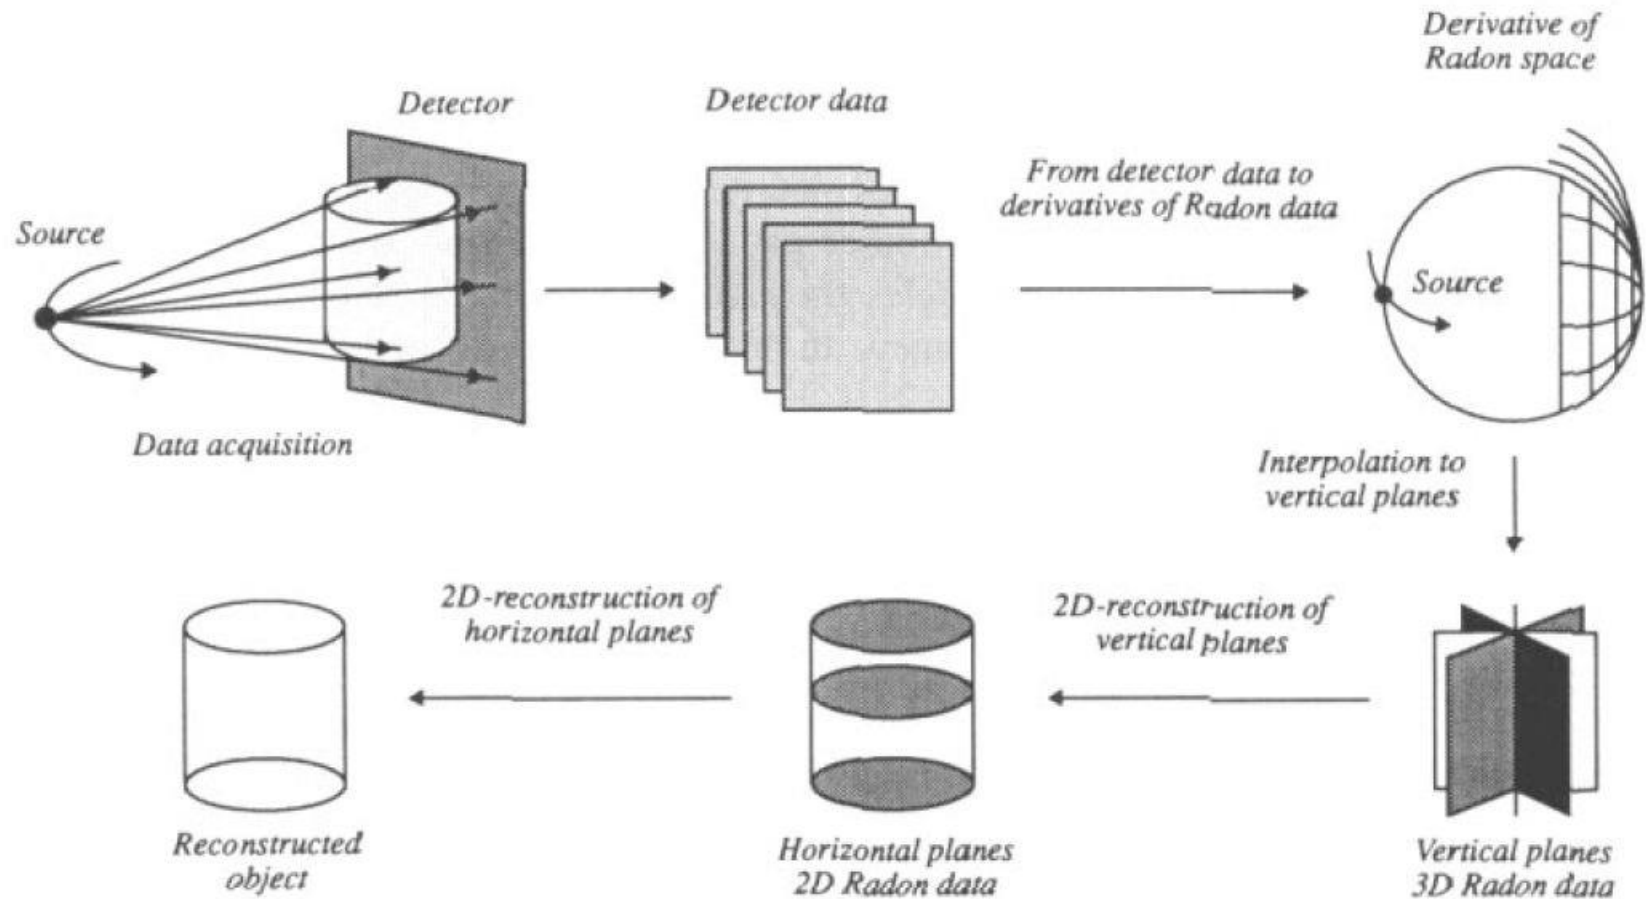 Derivative of
Radon space
Detector
Detector data
From detector data to
derivatives of Radon data
Source
Source
Data acquisition
Interpolation to
vertical planes
2D-reconstruction of
horizontal planes
2D-reconstruction of
vertical planes
Reconstructed
object
Horizontal planes
2D Radon data
Vertical planes
3D Radon data